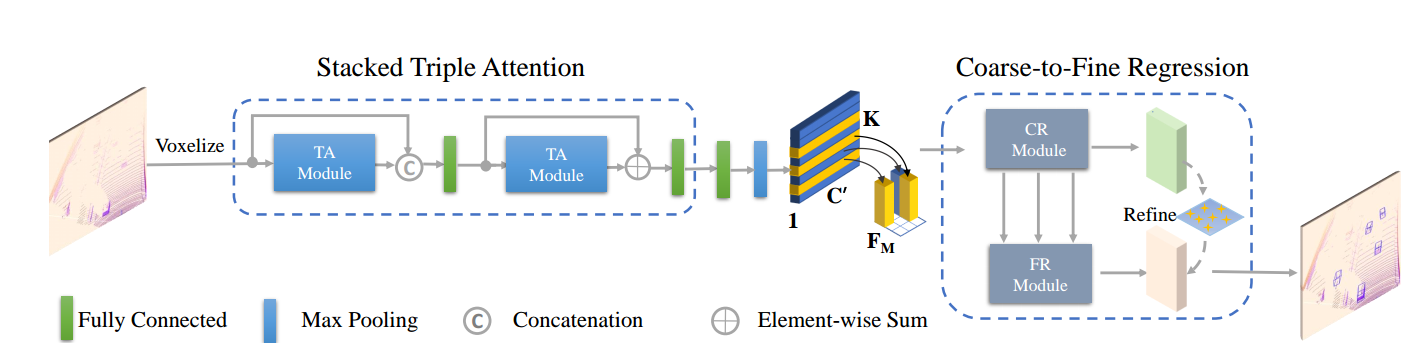 Stacked Triple Attention
Coarse-to-Fine Regression
Voxelize
TA
Module
C
TA
Module
K
C′
1
F_M
CR
Module
Refine
FR
Module
Fully Connected
Max Pooling
C
Concatenation
Element-wise Sum